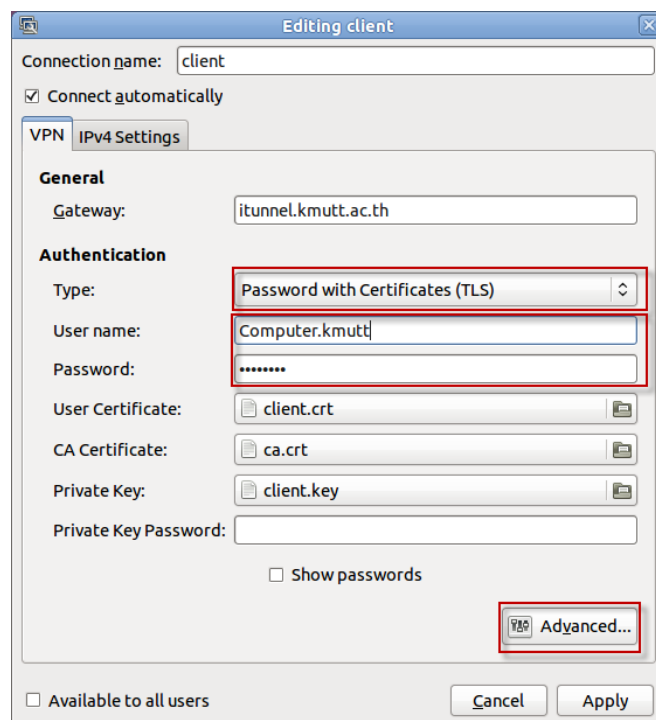 Editing client
Connection name: client
Connect automatically
VPN IPv4 Settings
General
Gateway: itunnel.kmutt.ac.th
Authentication
Type: Password with Certificates (TLS)
User name: Computer.kmutt
Password: ••••••••
User Certificate: client.crt
CA Certificate: ca.crt
Private Key: client.key
Private Key Password:
Show passwords
Advanced...
Available to all users Cancel Apply